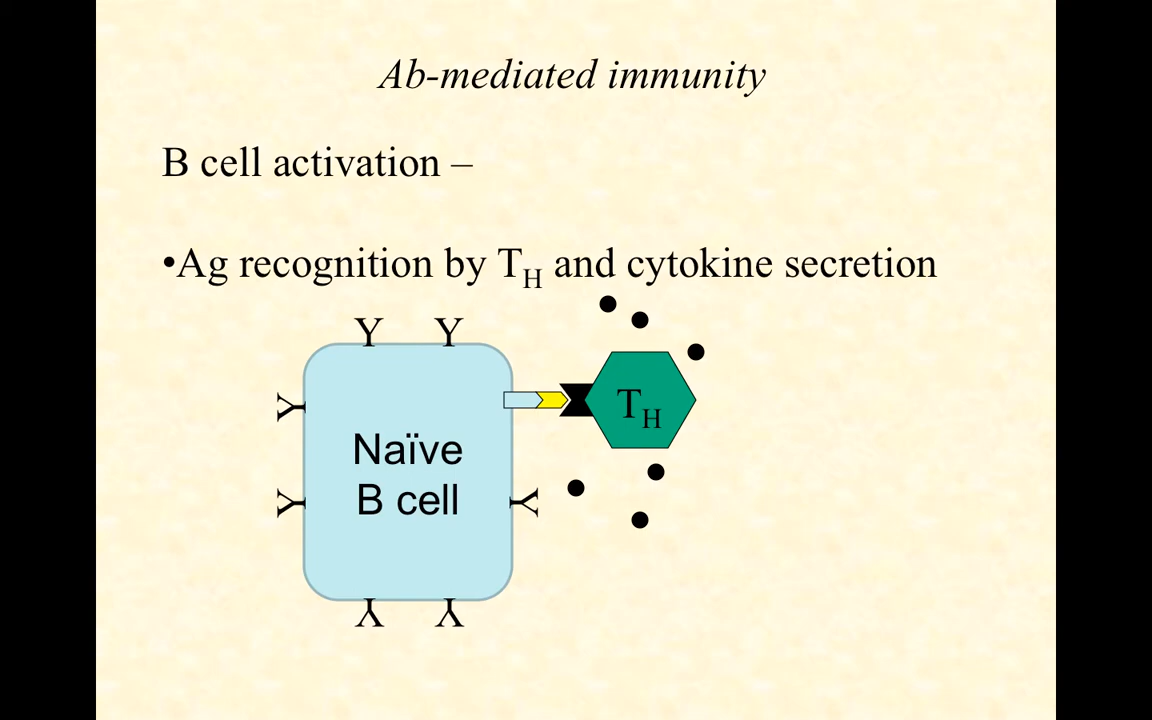 Ab-mediated immunity
B cell activation –
•Ag recognition by TH and cytokine secretion
Y Y
Y
TH
Naïve
B cell
Y
Y
Y Y